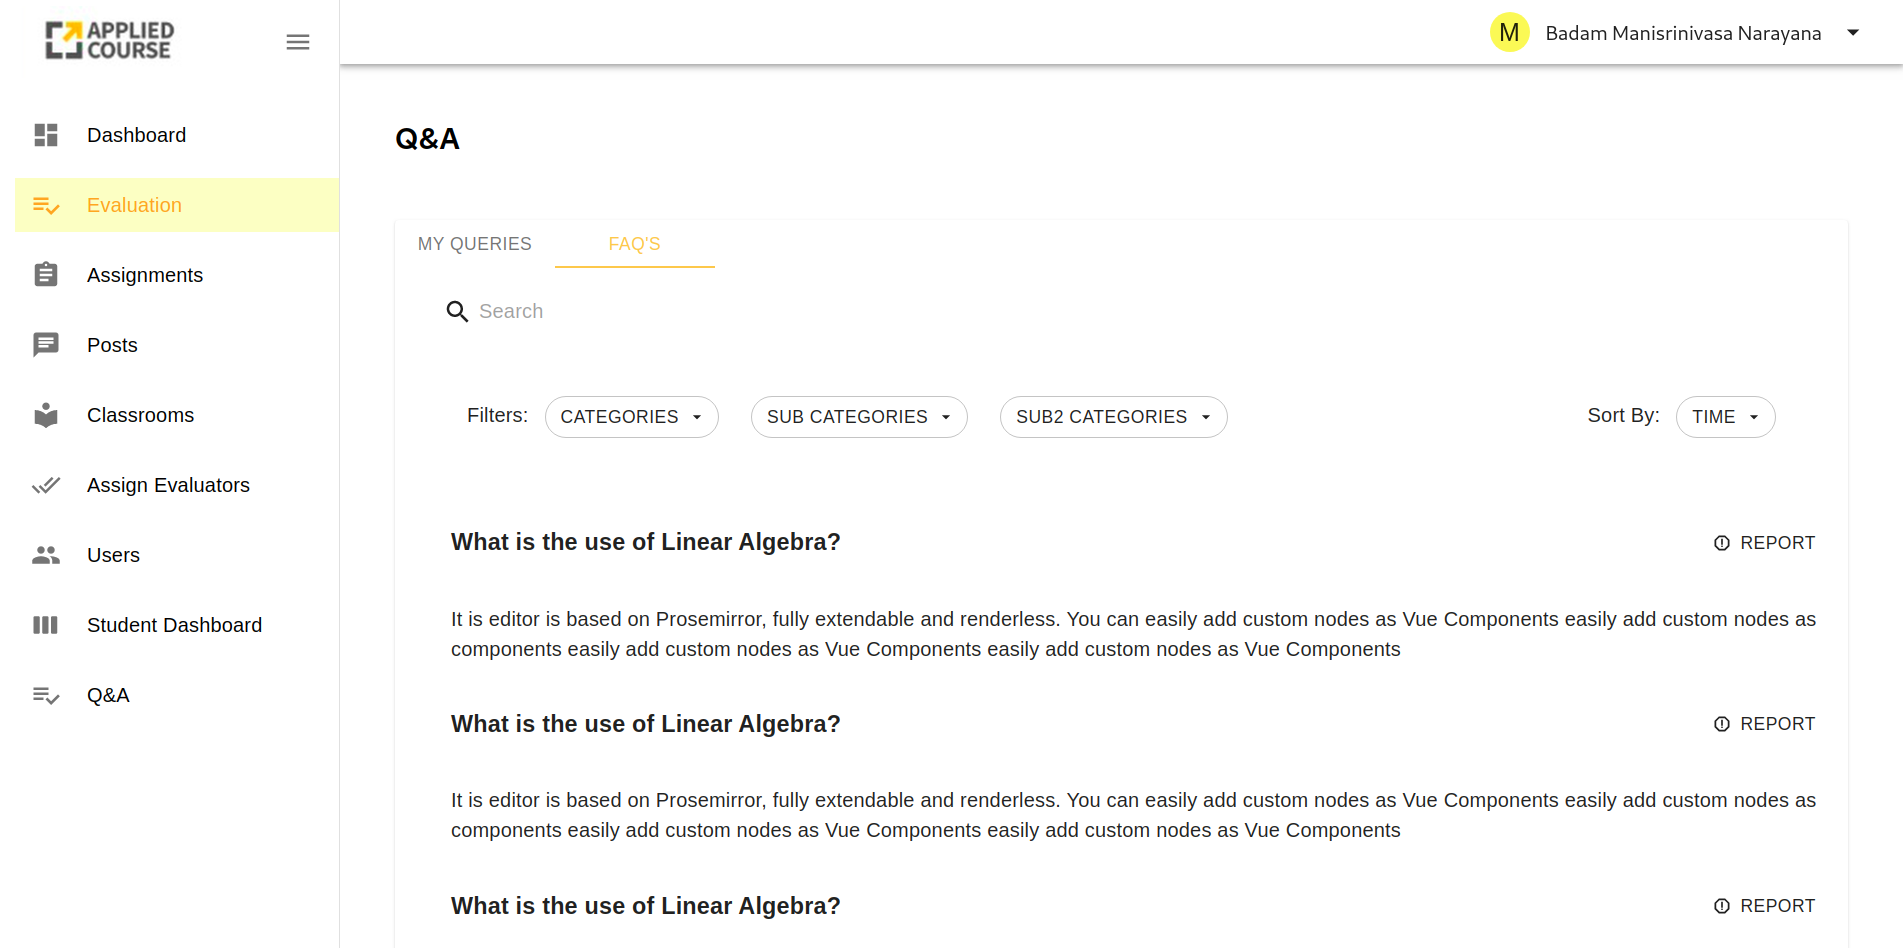 APPLIED
COURSE
M Badam Manisrinivasa Narayana
Dashboard
Evaluation
Assignments
Posts
Classrooms
Assign Evaluators
Users
Student Dashboard
Q&A
Q&A
MY QUERIES FAQ'S
Search
Filters: CATEGORIES SUB CATEGORIES SUB2 CATEGORIES Sort By: TIME
What is the use of Linear Algebra? REPORT
It is editor is based on Prosemirror, fully extendable and renderless. You can easily add custom nodes as Vue Components easily add custom nodes as
components easily add custom nodes as Vue Components easily add custom nodes as Vue Components
What is the use of Linear Algebra? REPORT
It is editor is based on Prosemirror, fully extendable and renderless. You can easily add custom nodes as Vue Components easily add custom nodes as
components easily add custom nodes as Vue Components easily add custom nodes as Vue Components
What is the use of Linear Algebra? REPORT